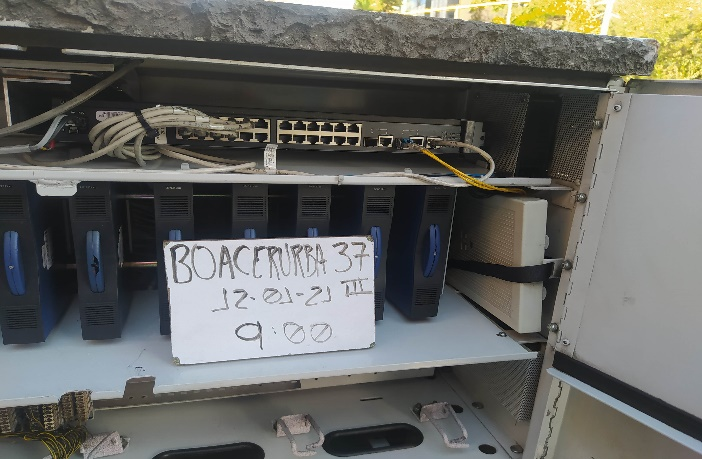 BOACERURBA 37
III
12-01-21
9:00